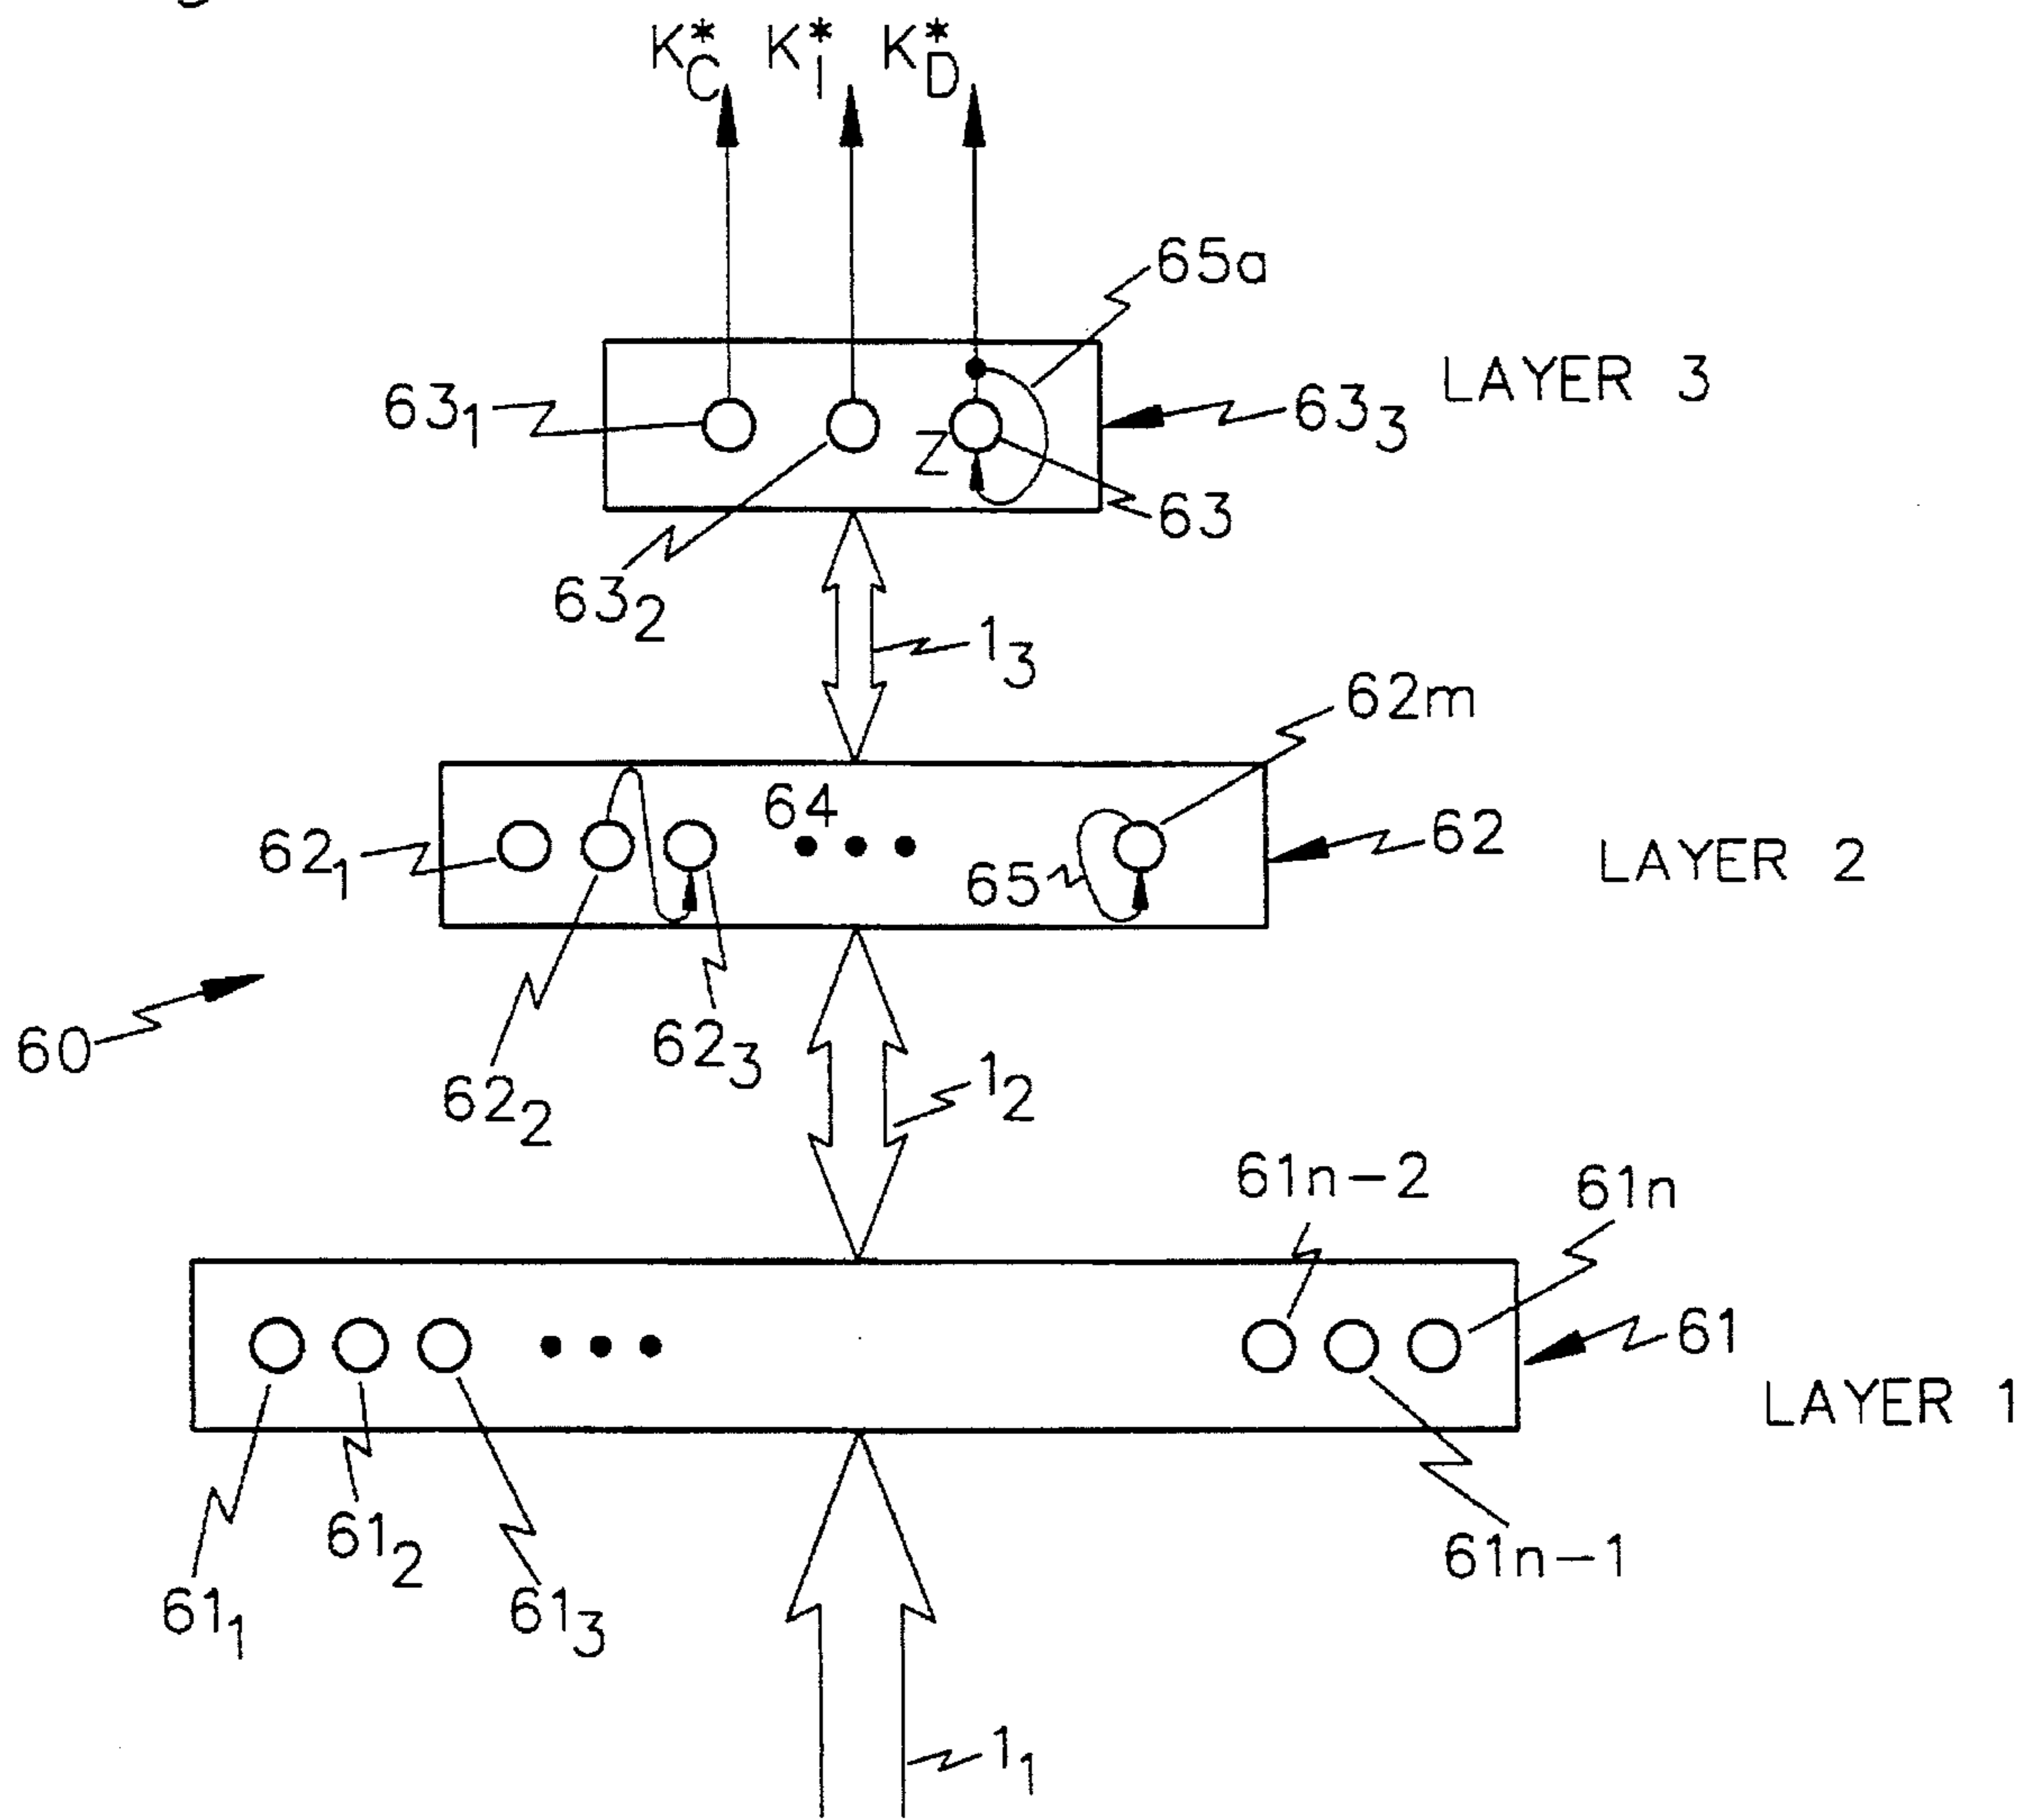 K*C K*I K*D
65a
63₁
63₃
LAYER 3
Z
63
63₂
1₃
62m
64
62₁
65
62
LAYER 2
60
62₂
62₃
1₂
61n-2
61n
61
LAYER 1
61₁
61₂
61₃
61n-1
1₁